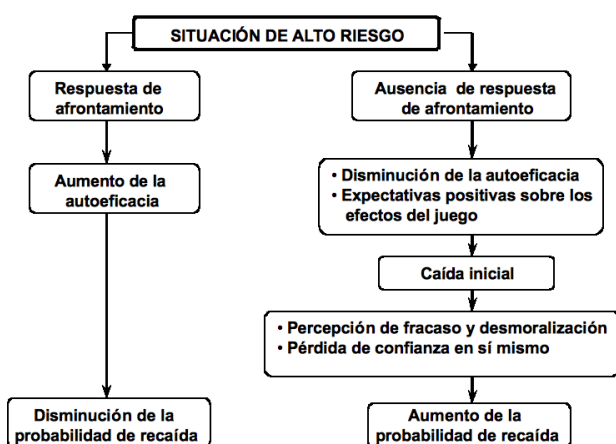 SITUACIÓN DE ALTO RIESGO
Respuesta de
afrontamiento
Ausencia de respuesta
de afrontamiento
Aumento de la
autoeficacia
• Disminución de la autoeficacia
• Expectativas positivas sobre los
efectos del juego
Caída inicial
• Percepción de fracaso y desmoralización
• Pérdida de confianza en sí mismo
Disminución de la
probabilidad de recaída
Aumento de la
probabilidad de recaída